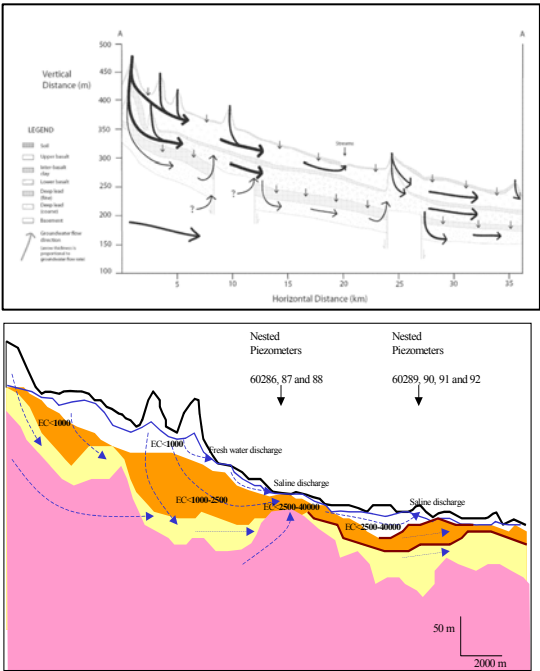 A
A
500
450
400
350
300
250
200
150
100
Vertical
Distance (m)
Streams
LEGEND
Soil
Upper basalt
Inter-basalt
clay
Lower basalt
Deep lead
(fine)
Deep lead
(coarse)
Basement
Groundwater flow
direction
?
?
5
10
15
20
25
30
35
Horizontal Distance (km)
Nested
Piezometers
60286, 87 and 88
Nested
Piezometers
60289, 90, 91 and 92
EC<1000
EC<1000
Fresh water discharge
Saline discharge
EC<1000-2500
EC<2500-40000
Saline discharge
EC<2500-40000
50 m
2000 m